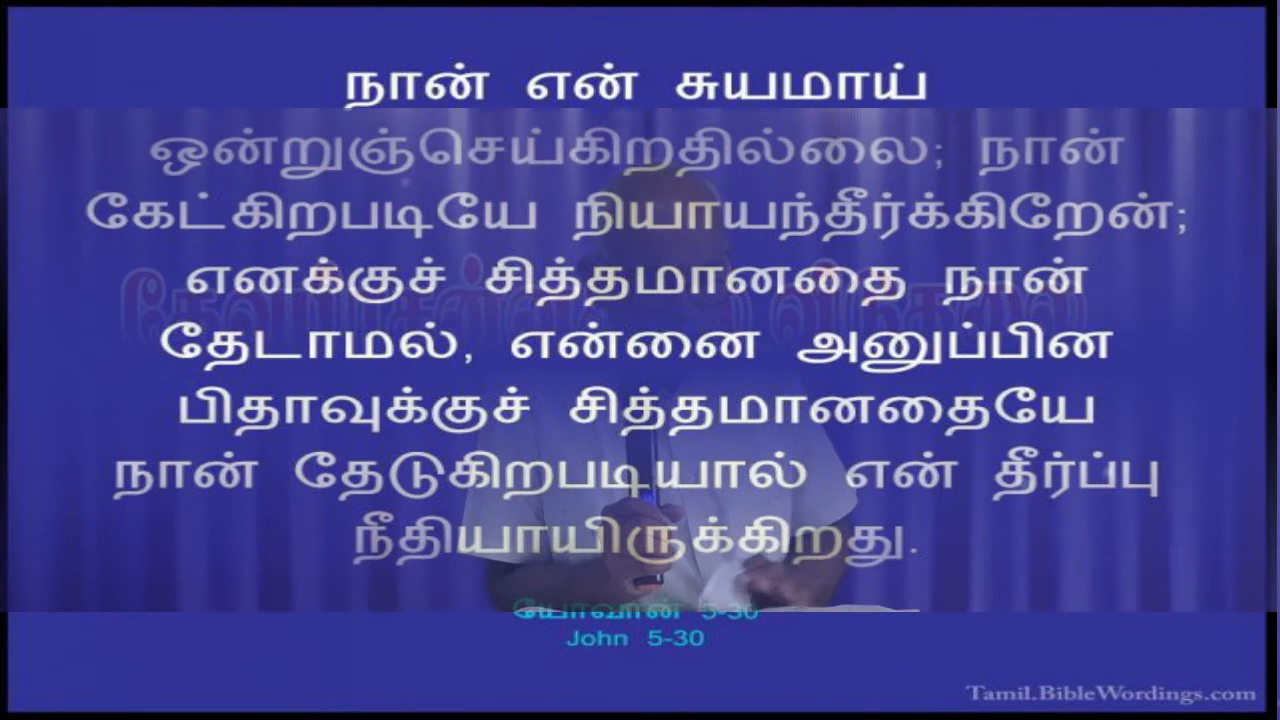 நான் என் சுயமாய்
ஒன்றுஞ்செய்கிறதில்லை; நான்
கேட்கிறபடியே நியாயந்தீர்க்கிறேன்;
எனக்குச் சித்தமானதை நான்
தேடாமல், என்னை அனுப்பின
பிதாவுக்குச் சித்தமானதையே
நான் தேடுகிறபடியால் என் தீர்ப்பு
நீதியாயிருக்கிறது.
யோவான் 5-30
John 5-30
Tamil.BibleWordings.com